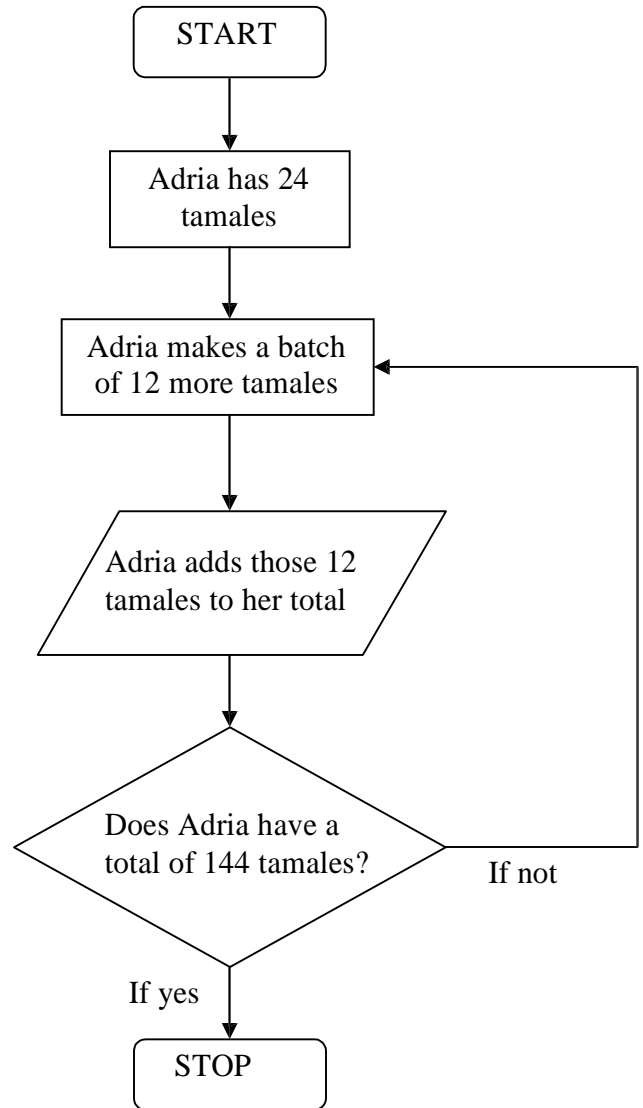 START
Adria has 24
tamales
Adria makes a batch
of 12 more tamales
Adria adds those 12
tamales to her total
Does Adria have a
total of 144 tamales?
If not
If yes
STOP